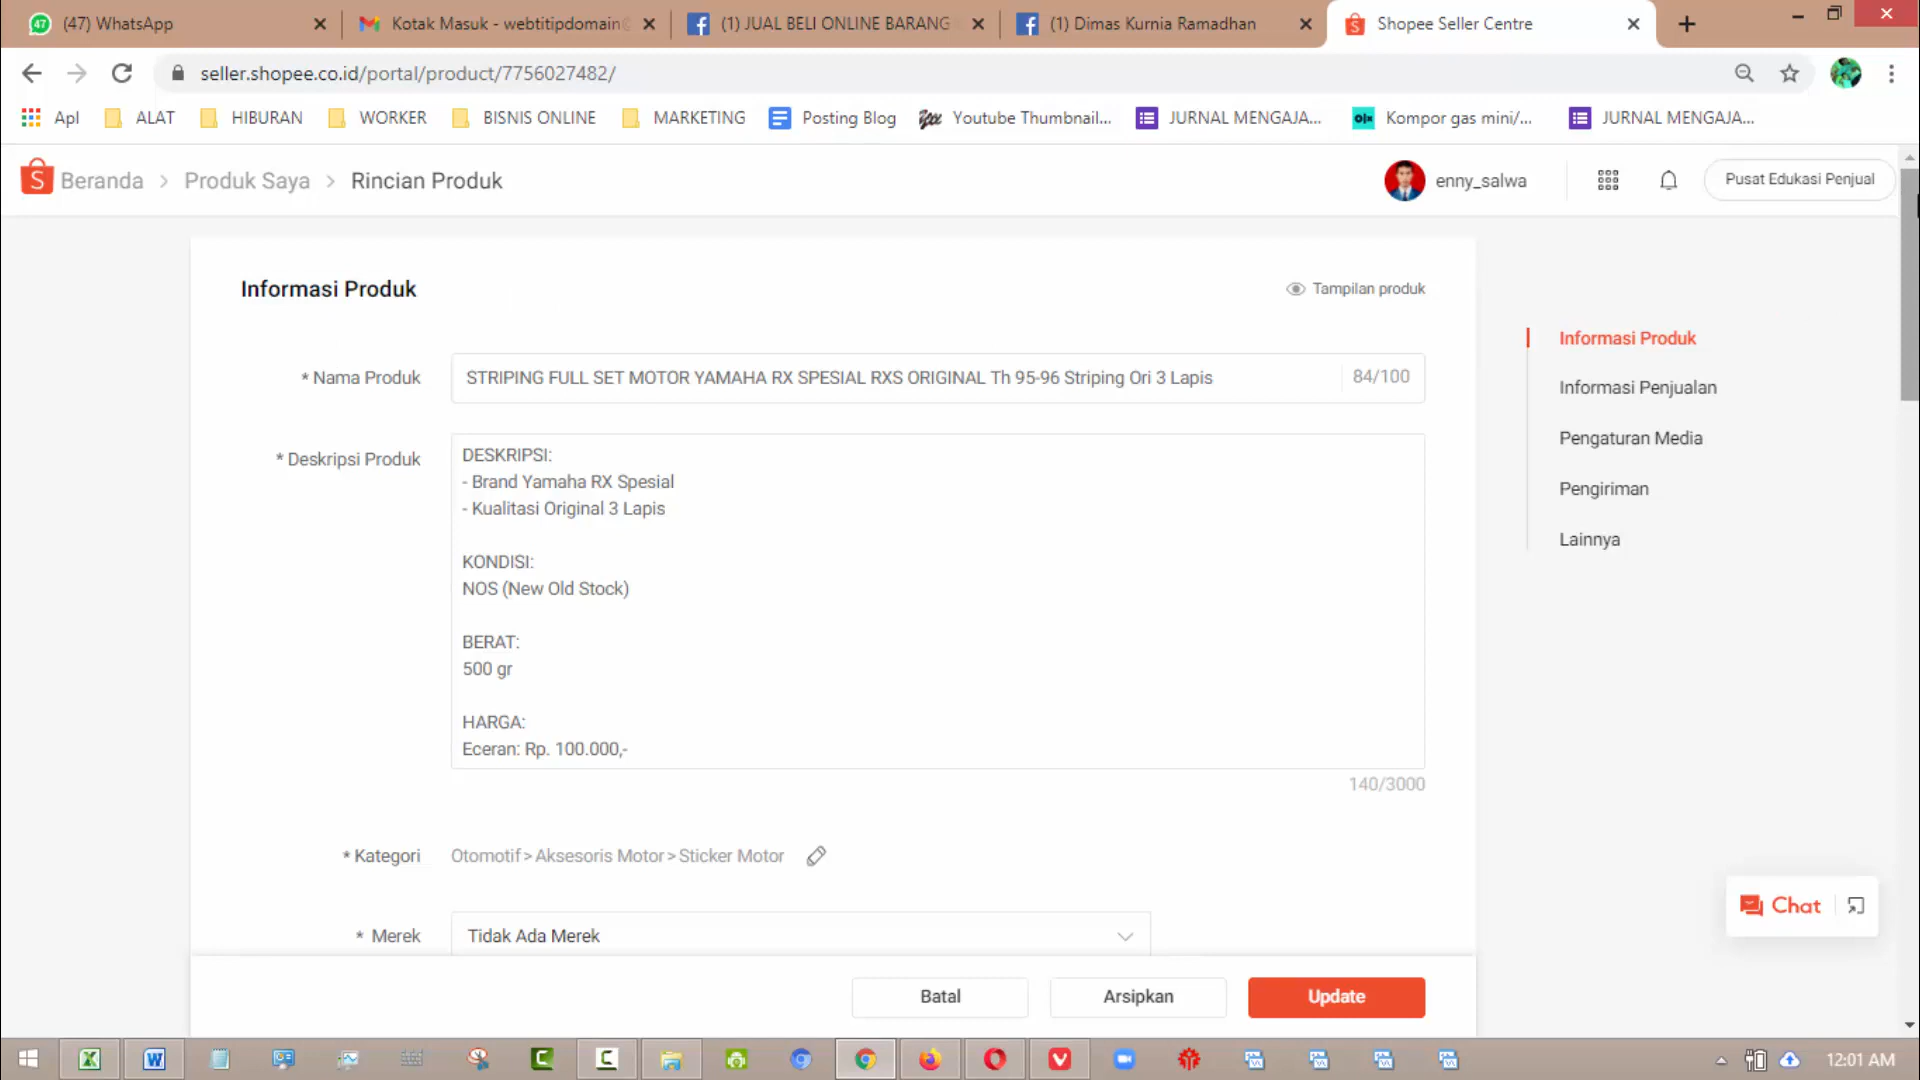 (47) WhatsApp
Kotak Masuk - webtitipdomain
(1) JUAL BELI ONLINE BARANG
(1) Dimas Kurnia Ramadhan
Shopee Seller Centre
seller.shopee.co.id/portal/product/7756027482/
Apl
ALAT
HIBURAN
WORKER
BISNIS ONLINE
MARKETING
Posting Blog
Youtube Thumbnail...
JURNAL MENGAJA...
Kompor gas mini/...
JURNAL MENGAJA...
Beranda > Produk Saya > Rincian Produk
enny_salwa
Pusat Edukasi Penjual
Informasi Produk
Tampilan produk
* Nama Produk
STRIPING FULL SET MOTOR YAMAHA RX SPESIAL RXS ORIGINAL Th 95-96 Striping Ori 3 Lapis
84/100
* Deskripsi Produk
DESKRIPSI:
- Brand Yamaha RX Spesial
- Kualitasi Original 3 Lapis
KONDISI:
NOS (New Old Stock)
BERAT:
500 gr
HARGA:
Eceran: Rp. 100.000,-
140/3000
* Kategori
Otomotif > Aksesoris Motor > Sticker Motor
* Merek
Tidak Ada Merek
Batal
Arsipkan
Update
Informasi Produk
Informasi Penjualan
Pengaturan Media
Pengiriman
Lainnya
Chat
12:01 AM